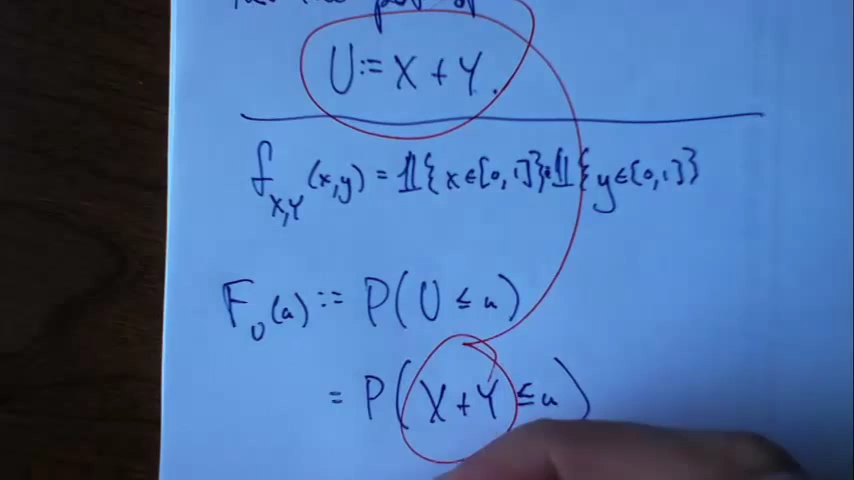 U := X + Y.
f_{X,Y}(x,y) = 𝟙{x∈[0,1]}·𝟙{y∈[0,1]}
F_U(u) := P(U ≤ u)
= P(X+Y ≤ u)